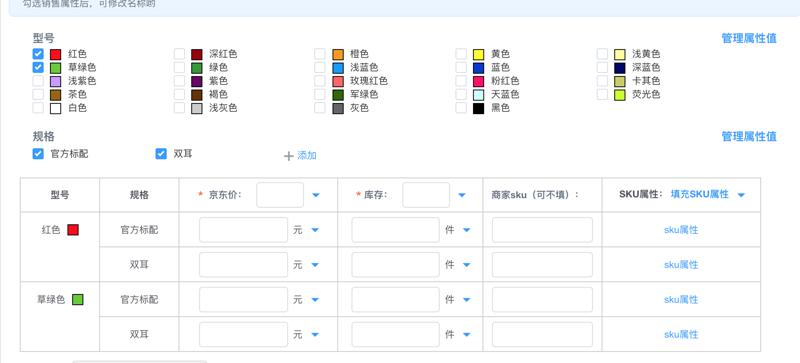 勾选销售属性后，可修改名称哟
型号 管理属性值
红色 深红色 橙色 黄色 浅黄色
草绿色 绿色 浅蓝色 蓝色 深蓝色
浅紫色 紫色 玫瑰红色 粉红色 卡其色
茶色 褐色 军绿色 天蓝色 荧光色
白色 浅灰色 灰色 黑色
规格 管理属性值
官方标配 双耳 添加
型号 规格 * 京东价： * 库存： 商家sku（可不填）： SKU属性： 填充SKU属性
红色 官方标配 元 件 sku属性
双耳 元 件 sku属性
草绿色 官方标配 元 件 sku属性
双耳 元 件 sku属性